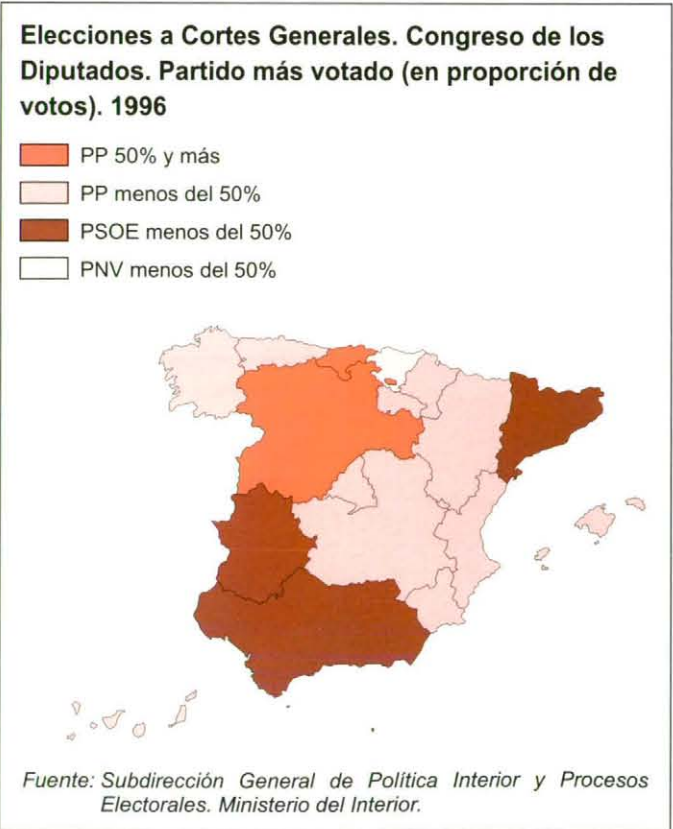 Elecciones a Cortes Generales. Congreso de los
Diputados. Partido más votado (en proporción de
votos). 1996
PP 50% y más
PP menos del 50%
PSOE menos del 50%
PNV menos del 50%
Fuente: Subdirección General de Política Interior y Procesos
Electorales. Ministerio del Interior.